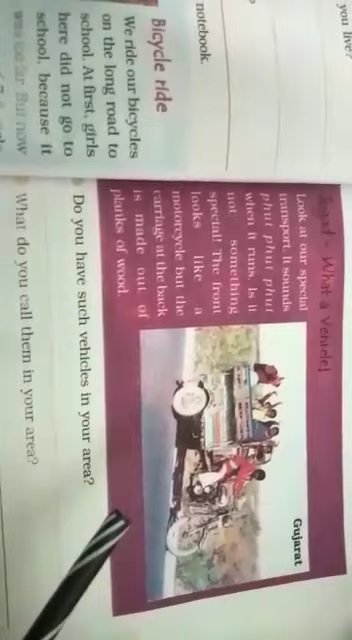 you live?
notebook.
- What a Vehicle!
Look at our special
transport. It sounds
phut phut phut
when it runs. Is it
not something
special! The front
looks like a
motorcycle but the
carriage at the back
is made out of
planks of wood.
Gujarat
Do you have such vehicles in your area?
What do you call them in your area?
Bicycle ride
We ride our bicycles
on the long road to
school. At first, girls
here did not go to
school, because it
was too far. But now